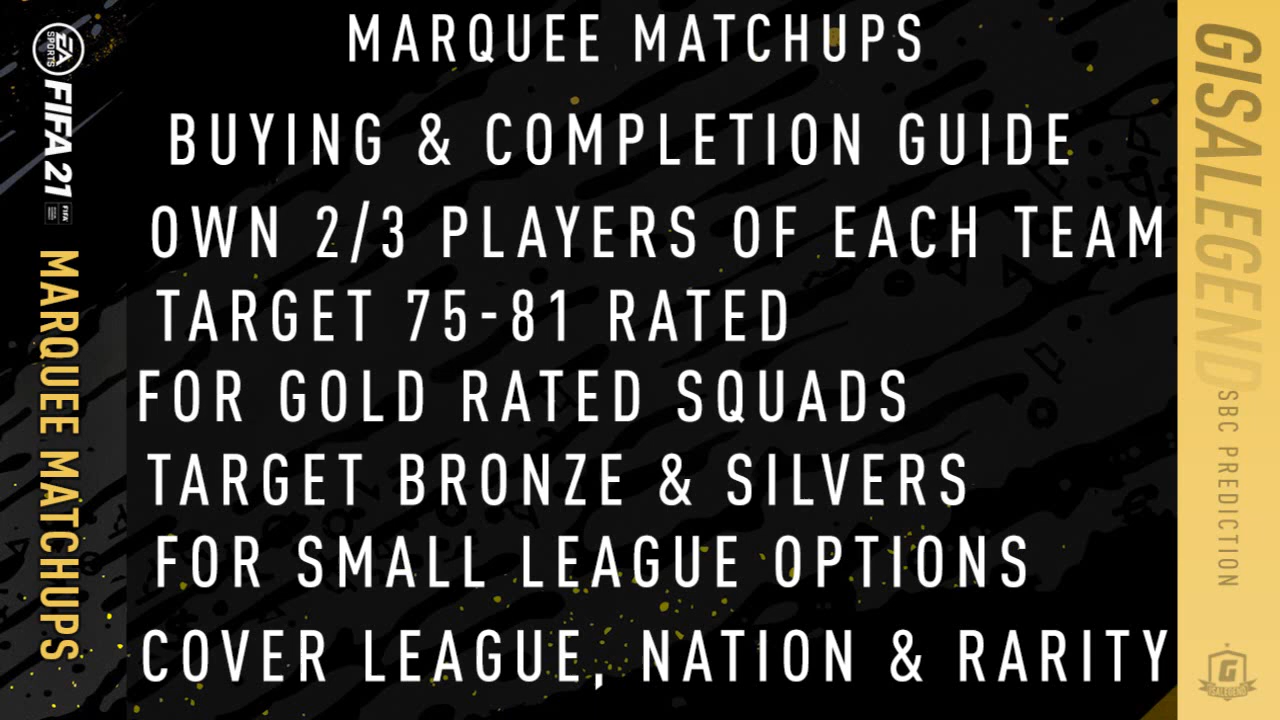 MARQUEE MATCHUPS
BUYING & COMPLETION GUIDE
OWN 2/3 PLAYERS OF EACH TEAM
TARGET 75-81 RATED
FOR GOLD RATED SQUADS
TARGET BRONZE & SILVERS
FOR SMALL LEAGUE OPTIONS
COVER LEAGUE, NATION & RARITY
EA SPORTS
FIFA 21
MARQUEE MATCHUPS
GISALEGEND
SBC PREDICTION
G
GISALEGEND